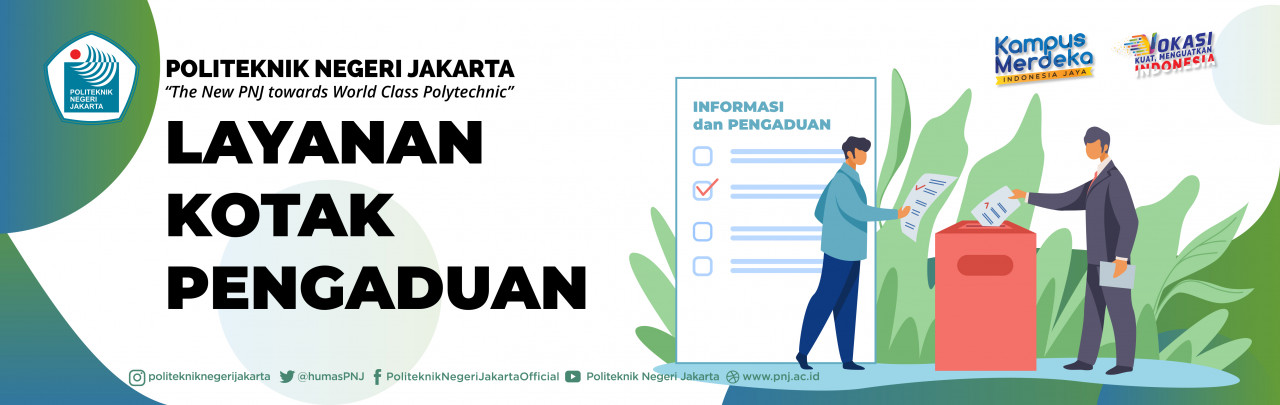 POLITEKNIK
NEGERI
JAKARTA
POLITEKNIK NEGERI JAKARTA
“The New PNJ towards World Class Polytechnic”
LAYANAN
KOTAK
PENGADUAN
Kampus
Merdeka
INDONESIA JAYA
VOKASI
KUAT, MENGUATKAN
INDONESIA
INFORMASI
dan PENGADUAN
politekniknegerijakarta @humasPNJ PoliteknikNegeriJakartaOfficial Politeknik Negeri Jakarta www.pnj.ac.id